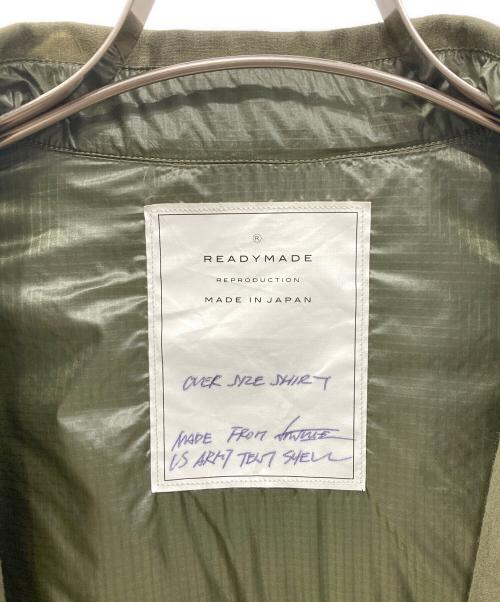 ®
READYMADE
REPRODUCTION
MADE IN JAPAN
OVER SIZE SHIRT
MADE FROM
US ARMY TENT SHELL